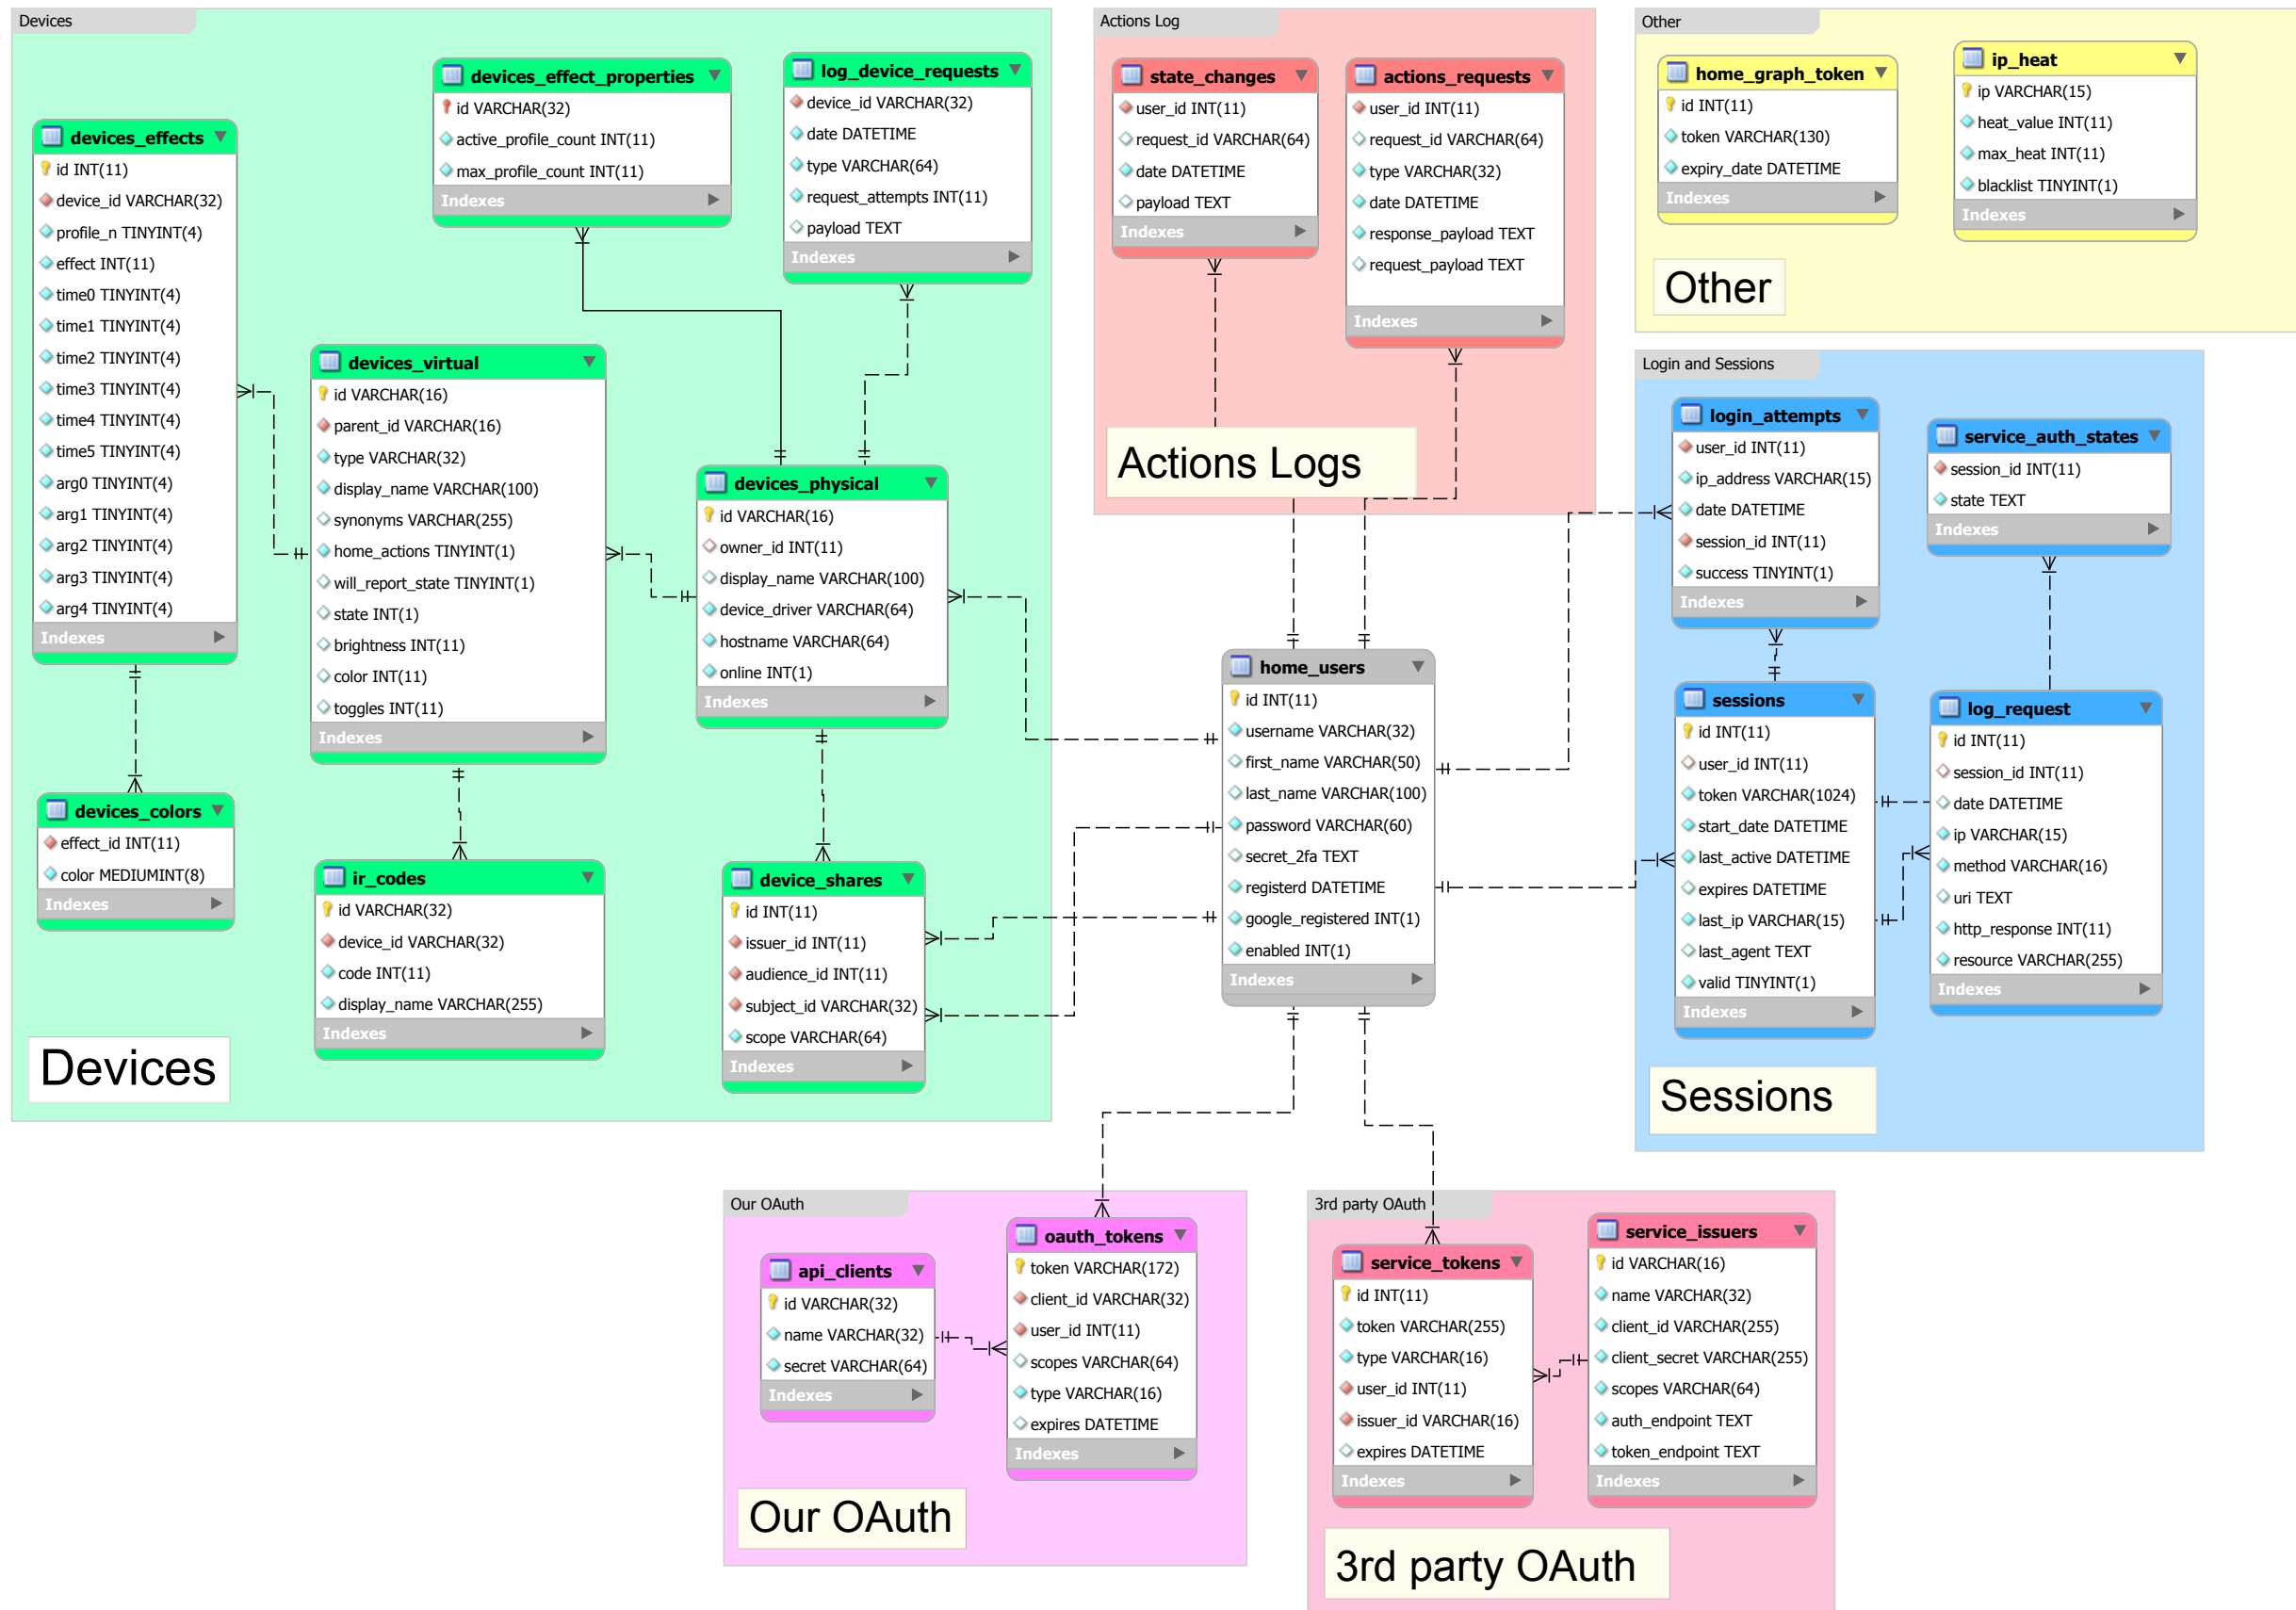 Devices
devices_effects
id INT(11)
device_id VARCHAR(32)
profile_n TINYINT(4)
effect INT(11)
time0 TINYINT(4)
time1 TINYINT(4)
time2 TINYINT(4)
time3 TINYINT(4)
time4 TINYINT(4)
time5 TINYINT(4)
arg0 TINYINT(4)
arg1 TINYINT(4)
arg2 TINYINT(4)
arg3 TINYINT(4)
arg4 TINYINT(4)
Indexes
devices_colors
effect_id INT(11)
color MEDIUMINT(8)
Indexes
devices_effect_properties
id VARCHAR(32)
active_profile_count INT(11)
max_profile_count INT(11)
Indexes
log_device_requests
device_id VARCHAR(32)
date DATETIME
type VARCHAR(64)
request_attempts INT(11)
payload TEXT
Indexes
devices_virtual
id VARCHAR(16)
parent_id VARCHAR(16)
type VARCHAR(32)
display_name VARCHAR(100)
synonyms VARCHAR(255)
home_actions TINYINT(1)
will_report_state TINYINT(1)
state INT(1)
brightness INT(11)
color INT(11)
toggles INT(11)
Indexes
devices_physical
id VARCHAR(16)
owner_id INT(11)
display_name VARCHAR(100)
device_driver VARCHAR(64)
hostname VARCHAR(64)
online INT(1)
Indexes
ir_codes
id VARCHAR(32)
device_id VARCHAR(32)
code INT(11)
display_name VARCHAR(255)
Indexes
device_shares
id INT(11)
issuer_id INT(11)
audience_id INT(11)
subject_id VARCHAR(32)
scope VARCHAR(64)
Indexes
Devices
Actions Log
state_changes
user_id INT(11)
request_id VARCHAR(64)
date DATETIME
payload TEXT
Indexes
actions_requests
user_id INT(11)
request_id VARCHAR(64)
type VARCHAR(32)
date DATETIME
response_payload TEXT
request_payload TEXT
Indexes
Actions Logs
Other
home_graph_token
id INT(11)
token VARCHAR(130)
expiry_date DATETIME
Indexes
ip_heat
ip VARCHAR(15)
heat_value INT(11)
max_heat INT(11)
blacklist TINYINT(1)
Indexes
Other
home_users
id INT(11)
username VARCHAR(32)
first_name VARCHAR(50)
last_name VARCHAR(100)
password VARCHAR(60)
secret_2fa TEXT
registerd DATETIME
google_registered INT(1)
enabled INT(1)
Indexes
Login and Sessions
login_attempts
user_id INT(11)
ip_address VARCHAR(15)
date DATETIME
session_id INT(11)
success TINYINT(1)
Indexes
service_auth_states
session_id INT(11)
state TEXT
Indexes
sessions
id INT(11)
user_id INT(11)
token VARCHAR(1024)
start_date DATETIME
last_active DATETIME
expires DATETIME
last_ip VARCHAR(15)
last_agent TEXT
valid TINYINT(1)
Indexes
log_request
id INT(11)
session_id INT(11)
date DATETIME
ip VARCHAR(15)
method VARCHAR(16)
uri TEXT
http_response INT(11)
resource VARCHAR(255)
Indexes
Sessions
Our OAuth
api_clients
id VARCHAR(32)
name VARCHAR(32)
secret VARCHAR(64)
Indexes
oauth_tokens
token VARCHAR(172)
client_id VARCHAR(32)
user_id INT(11)
scopes VARCHAR(64)
type VARCHAR(16)
expires DATETIME
Indexes
Our OAuth
3rd party OAuth
service_tokens
id INT(11)
token VARCHAR(255)
type VARCHAR(16)
user_id INT(11)
issuer_id VARCHAR(16)
expires DATETIME
Indexes
service_issuers
id VARCHAR(16)
name VARCHAR(32)
client_id VARCHAR(255)
client_secret VARCHAR(255)
scopes VARCHAR(64)
auth_endpoint TEXT
token_endpoint TEXT
Indexes
3rd party OAuth